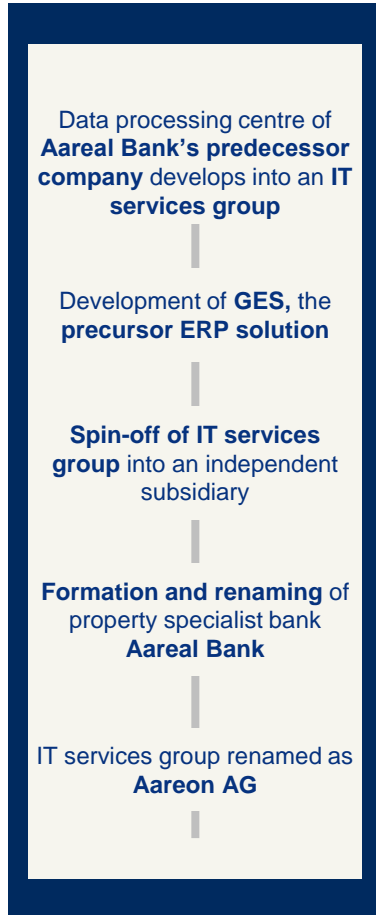 Data processing centre of
Aareal Bank's predecessor
company develops into an IT
services group
Development of GES, the
precursor ERP solution
Spin-off of IT services
group into an independent
subsidiary
Formation and renaming of
property specialist bank
Aareal Bank
IT services group renamed as
Aareon AG